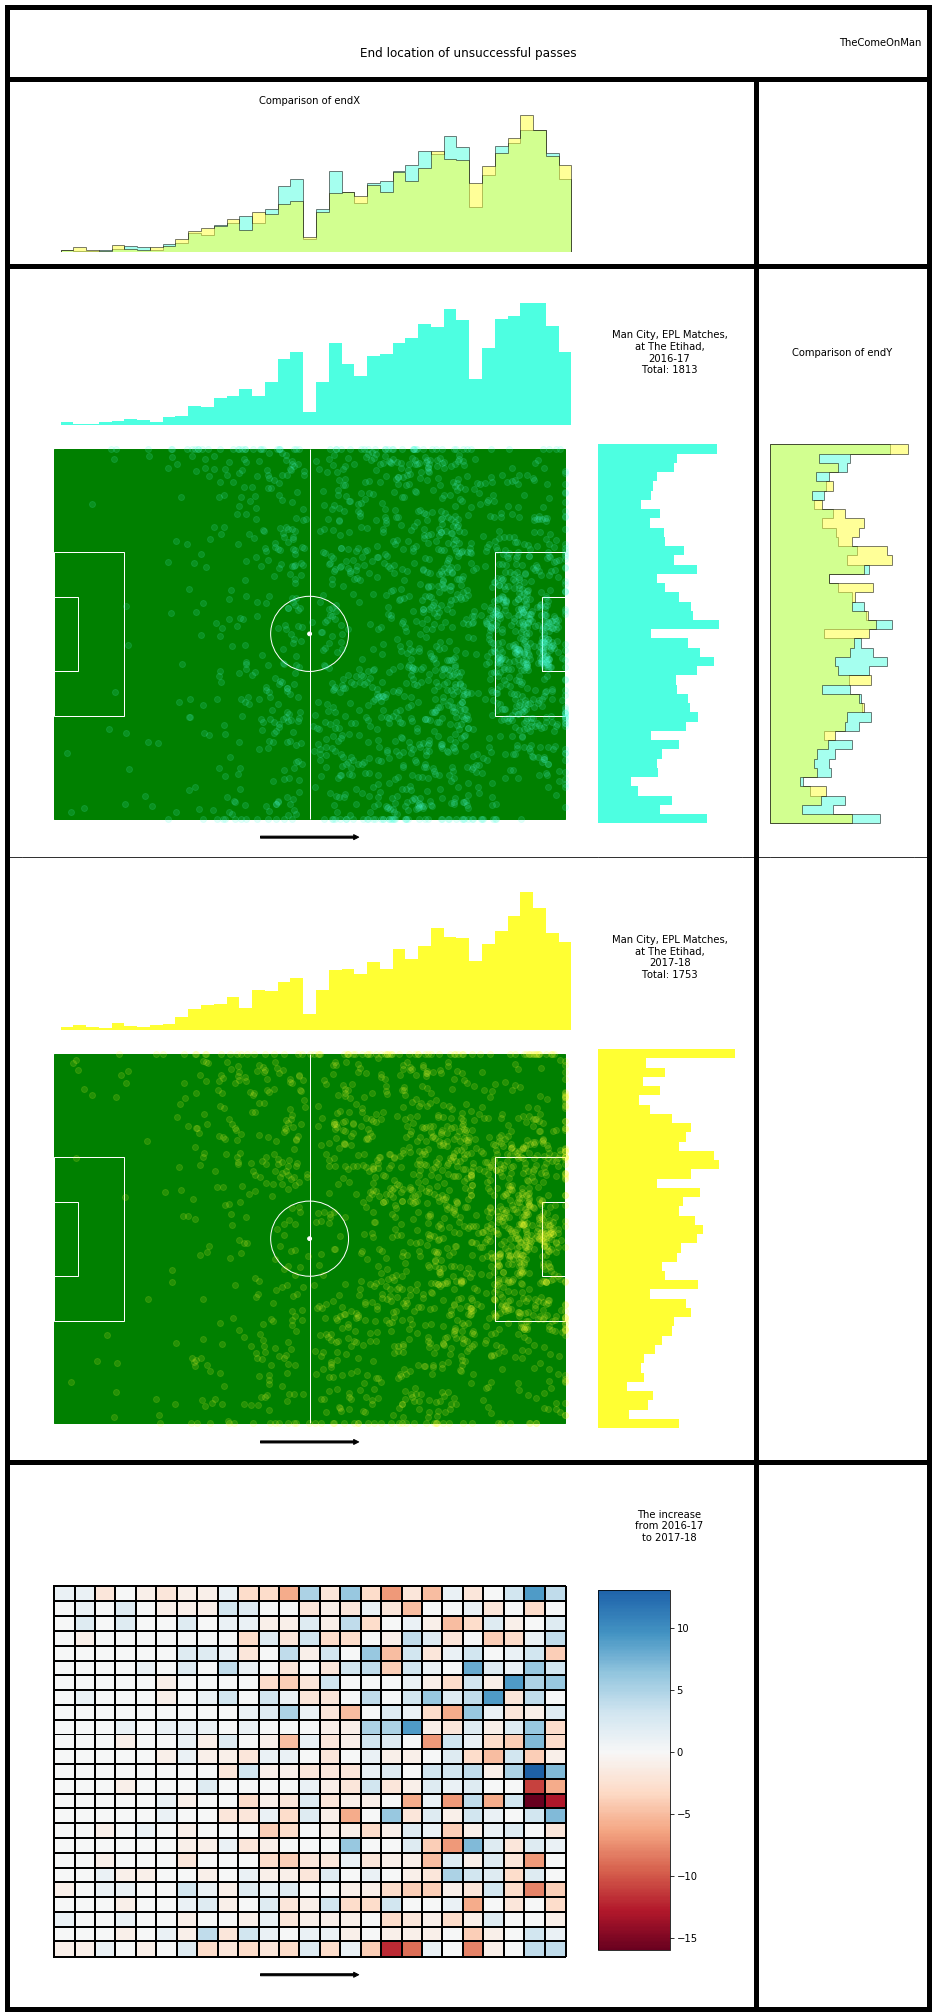 TheComeOnMan
End location of unsuccessful passes
Comparison of endX
Man City, EPL Matches,
at The Etihad,
2016-17
Total: 1813
Comparison of endY
Man City, EPL Matches,
at The Etihad,
2017-18
Total: 1753
The increase
from 2016-17
to 2017-18
10
5
0
−5
−10
−15